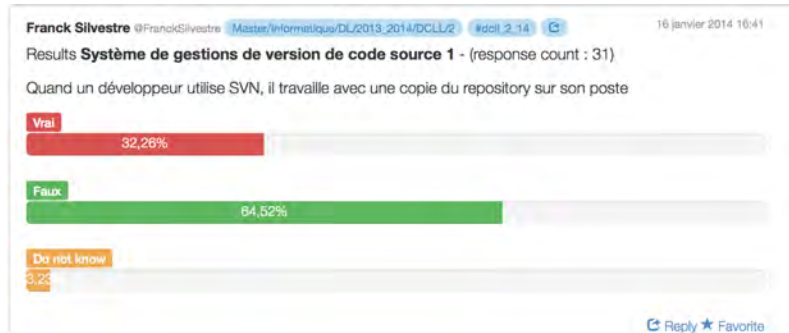 Franck Silvestre @FranckSilvestre Master/Informatique/DL/2013_2014/DCLL/2 #dcll_2_14 16 janvier 2014 16:41
Results Système de gestions de version de code source 1 - (response count : 31)
Quand un développeur utilise SVN, il travaille avec une copie du repository sur son poste
Vrai
32,26%
Faux
64,52%
Do not know
3,23
Reply ★ Favorite